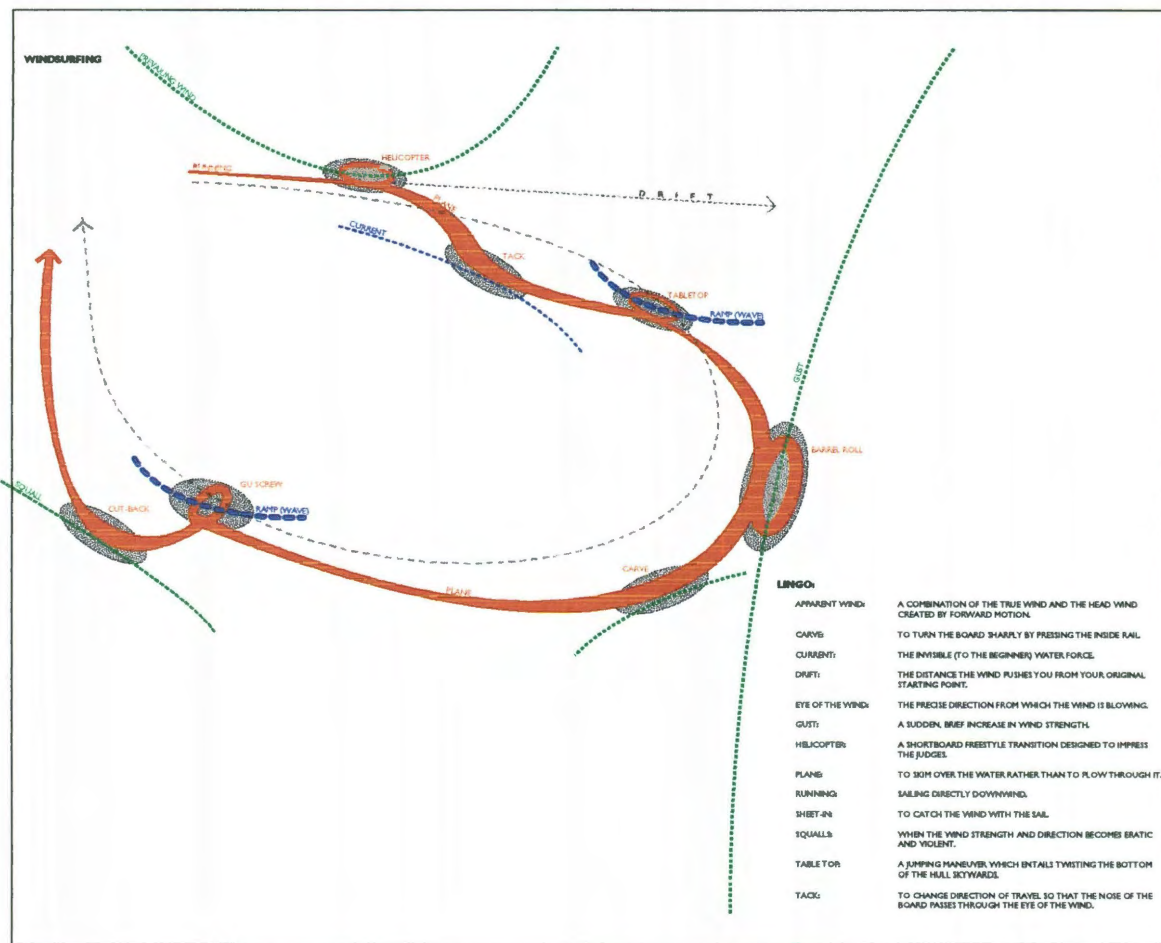 WINDSURFING
PREVAILING WIND
HELICOPTER
RUNNING
DRIFT
CURRENT
TACK
TABLETOP
RAMP (WAVE)
GUST
BARREL ROLL
GU SCREW
SQUALL
CUT-BACK
RAMP (WAVE)
CARVE
PLANE
LINGO:
APPARENT WIND: A COMBINATION OF THE TRUE WIND AND THE HEAD WIND
CREATED BY FORWARD MOTION.
CARVE: TO TURN THE BOARD SHARPLY BY PRESSING THE INSIDE RAIL.
CURRENT: THE INVISIBLE (TO THE BEGINNER) WATER FORCE.
DRIFT: THE DISTANCE THE WIND PUSHES YOU FROM YOUR ORIGINAL
STARTING POINT.
EYE OF THE WIND: THE PRECISE DIRECTION FROM WHICH THE WIND IS BLOWING.
GUST: A SUDDEN, BRIEF INCREASE IN WIND STRENGTH.
HELICOPTER: A SHORTBOARD FREESTYLE TRANSITION DESIGNED TO IMPRESS
THE JUDGES.
PLANE: TO SKIM OVER THE WATER RATHER THAN TO PLOW THROUGH IT.
RUNNING: SAILING DIRECTLY DOWNWIND.
SHEET-IN: TO CATCH THE WIND WITH THE SAIL.
SQUALLS: WHEN THE WIND STRENGTH AND DIRECTION BECOMES ERATIC
AND VIOLENT.
TABLE TOP: A JUMPING MANEUVER WHICH ENTAILS TWISTING THE BOTTOM
OF THE HULL SKYWARDS.
TACK: TO CHANGE DIRECTION OF TRAVEL SO THAT THE NOSE OF THE
BOARD PASSES THROUGH THE EYE OF THE WIND.